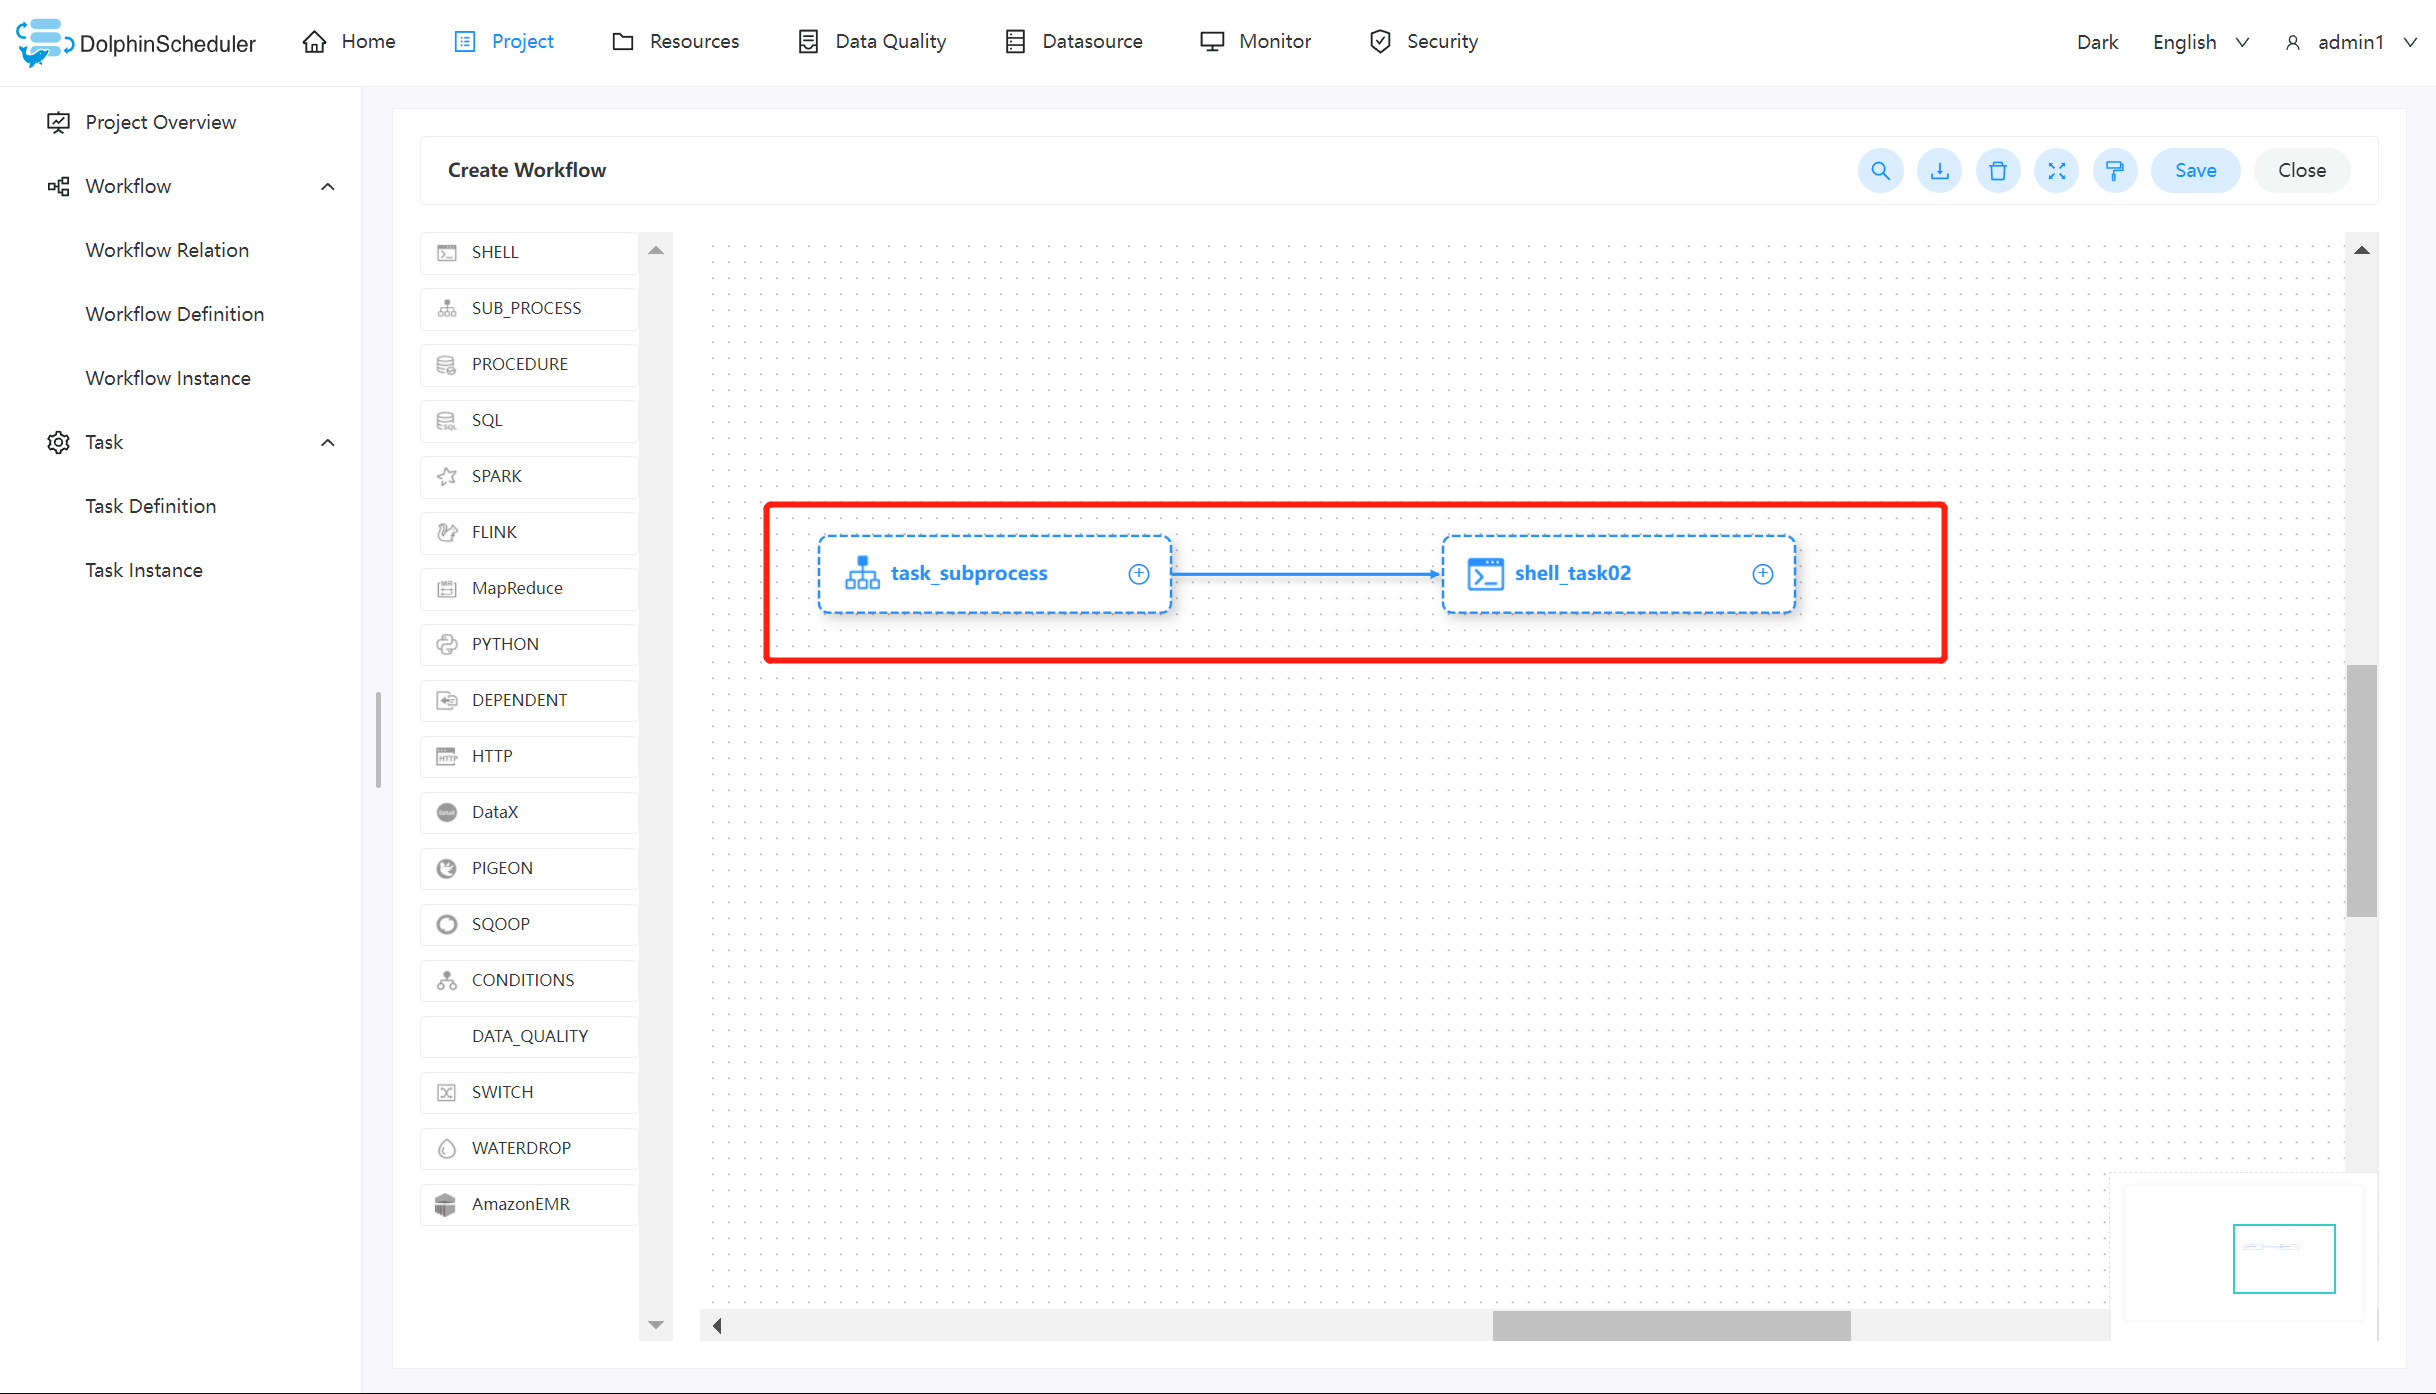 DolphinScheduler
Home
Project
Resources
Data Quality
Datasource
Monitor
Security
Dark
English
admin1
Project Overview
Workflow
Workflow Relation
Workflow Definition
Workflow Instance
Task
Task Definition
Task Instance
Create Workflow
Save
Close
SHELL
SUB_PROCESS
PROCEDURE
SQL
SPARK
FLINK
MapReduce
PYTHON
DEPENDENT
HTTP
DataX
PIGEON
SQOOP
CONDITIONS
DATA_QUALITY
SWITCH
WATERDROP
AmazonEMR
task_subprocess
shell_task02